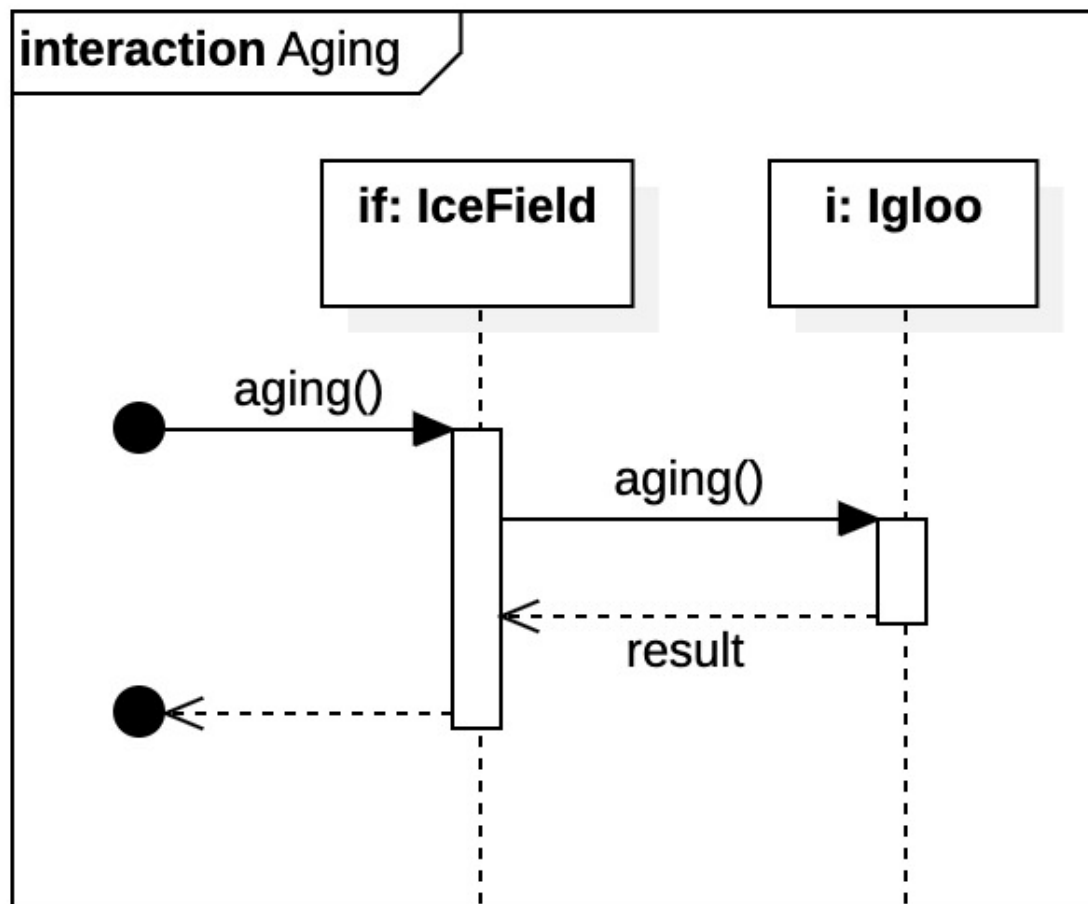 interaction Aging
if: IceField
i: Igloo
aging()
aging()
result